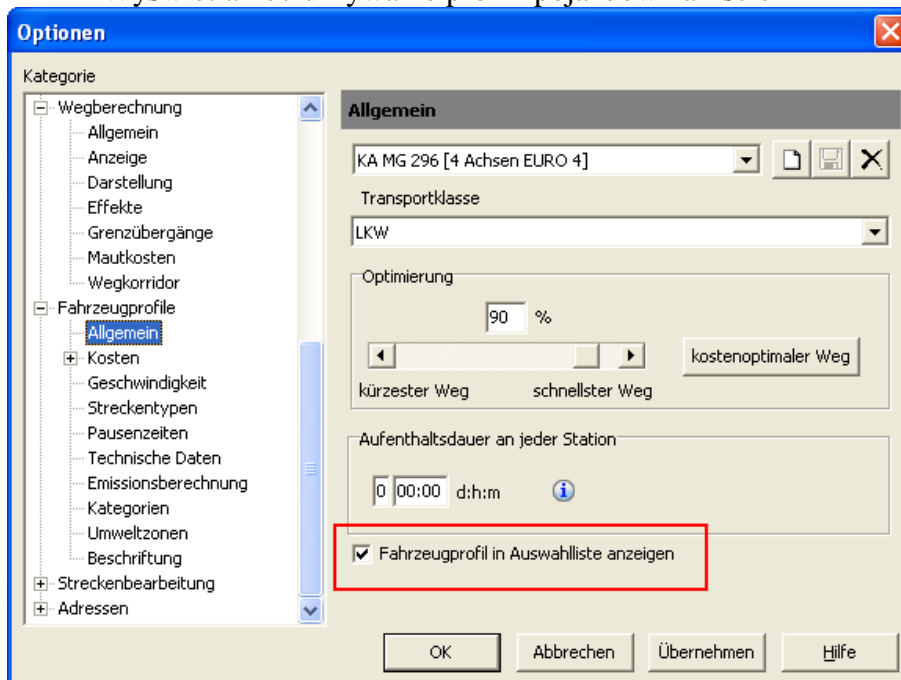 Optionen
Kategorie
Wegberechnung
Allgemein
Anzeige
Darstellung
Effekte
Grenzübergänge
Mautkosten
Wegkorridor
Fahrzeugprofile
Allgemein
Kosten
Geschwindigkeit
Streckentypen
Pausenzeiten
Technische Daten
Emissionsberechnung
Kategorien
Umweltzonen
Beschriftung
Streckenbearbeitung
Adressen
Allgemein
KA MG 296 [4 Achsen EURO 4]
Transportklasse
LKW
Optimierung
90 %
kostenoptimaler Weg
kürzester Weg schnellster Weg
Aufenthaltsdauer an jeder Station
0 00:00 d:h:m
Fahrzeugprofil in Auswahlliste anzeigen
OK Abbrechen Übernehmen Hilfe